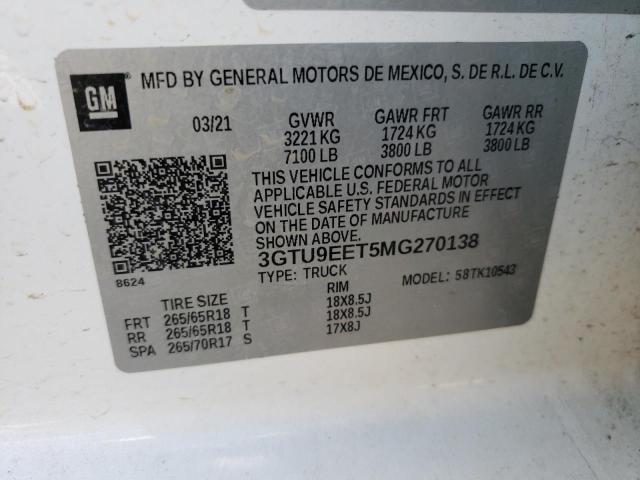 GM
MFD BY GENERAL MOTORS DE MEXICO, S. DE R.L. DE C.V.
03/21 GVWR GAWR FRT GAWR RR
3221 KG 1724 KG 1724 KG
7100 LB 3800 LB 3800 LB
THIS VEHICLE CONFORMS TO ALL
APPLICABLE U.S. FEDERAL MOTOR
VEHICLE SAFETY STANDARDS IN EFFECT
ON THE DATE OF MANUFACTURE
SHOWN ABOVE.
3GTU9EET5MG270138
8624 TYPE: TRUCK MODEL: 58TK10543
TIRE SIZE RIM
FRT 265/65R18 T 18X8.5J
RR 265/65R18 T 18X8.5J
SPA 265/70R17 S 17X8J